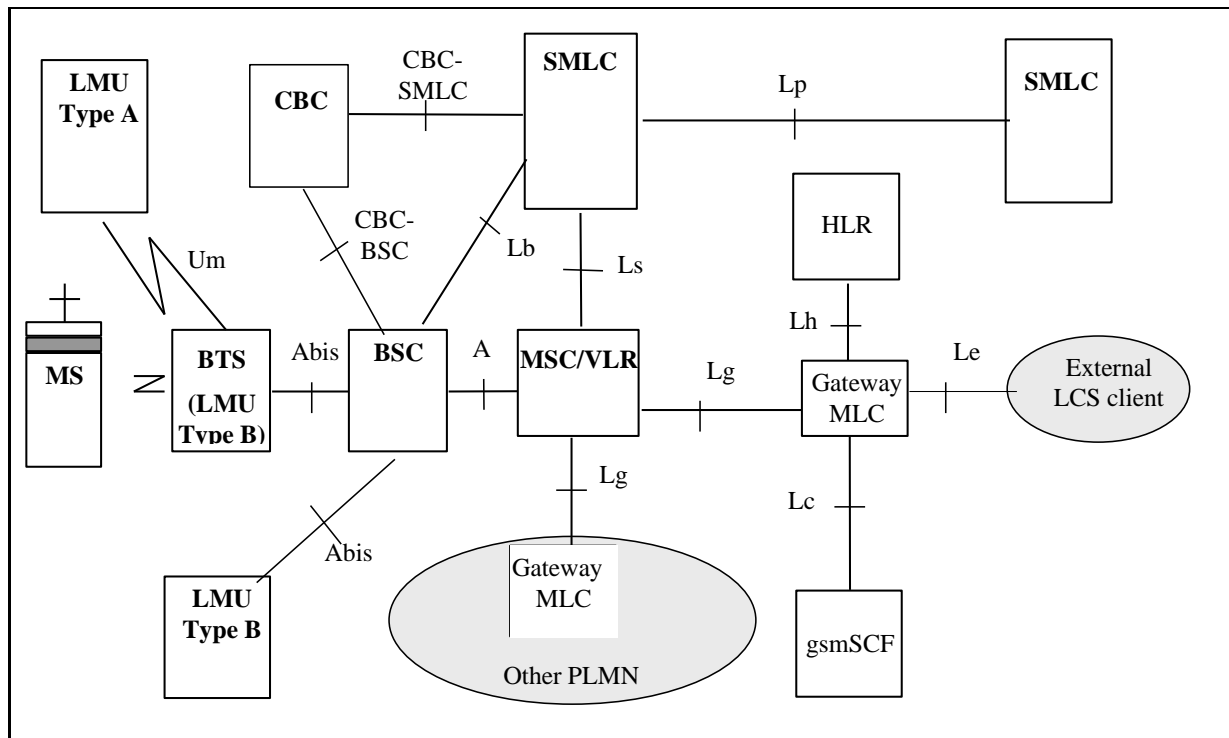 LMU
Type A
CBC
CBC-
SMLC
SMLC
Lp
SMLC
Um
CBC-
BSC
Lb
Ls
HLR
Lh
MS
BTS
(LMU
Type B)
Abis
BSC
A
MSC/VLR
Lg
Gateway
MLC
Le
External
LCS client
Lg
Lc
Abis
LMU
Type B
Gateway
MLC
Other PLMN
gsmSCF